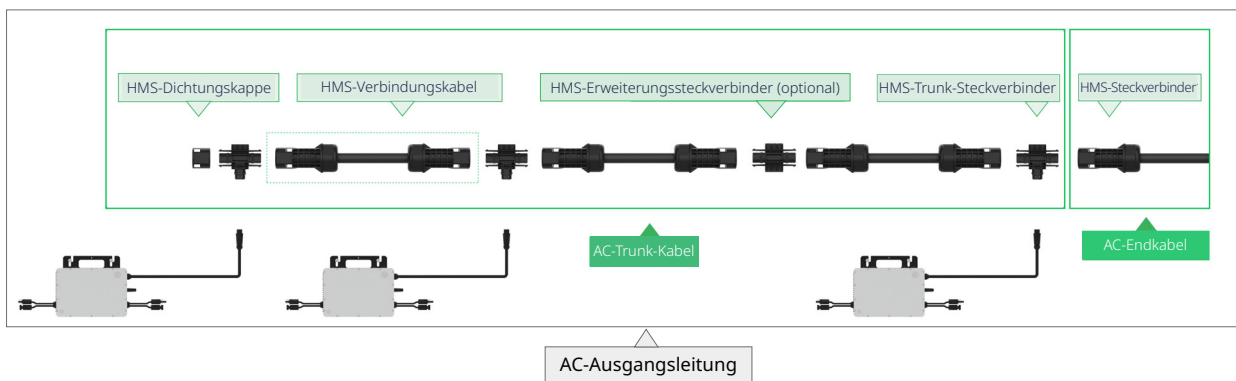 HMS-Dichtungskappe
HMS-Verbindungskabel
HMS-Erweiterungssteckverbinder (optional)
HMS-Trunk-Steckverbinder
HMS-Steckverbinder
AC-Trunk-Kabel
AC-Endkabel
AC-Ausgangsleitung